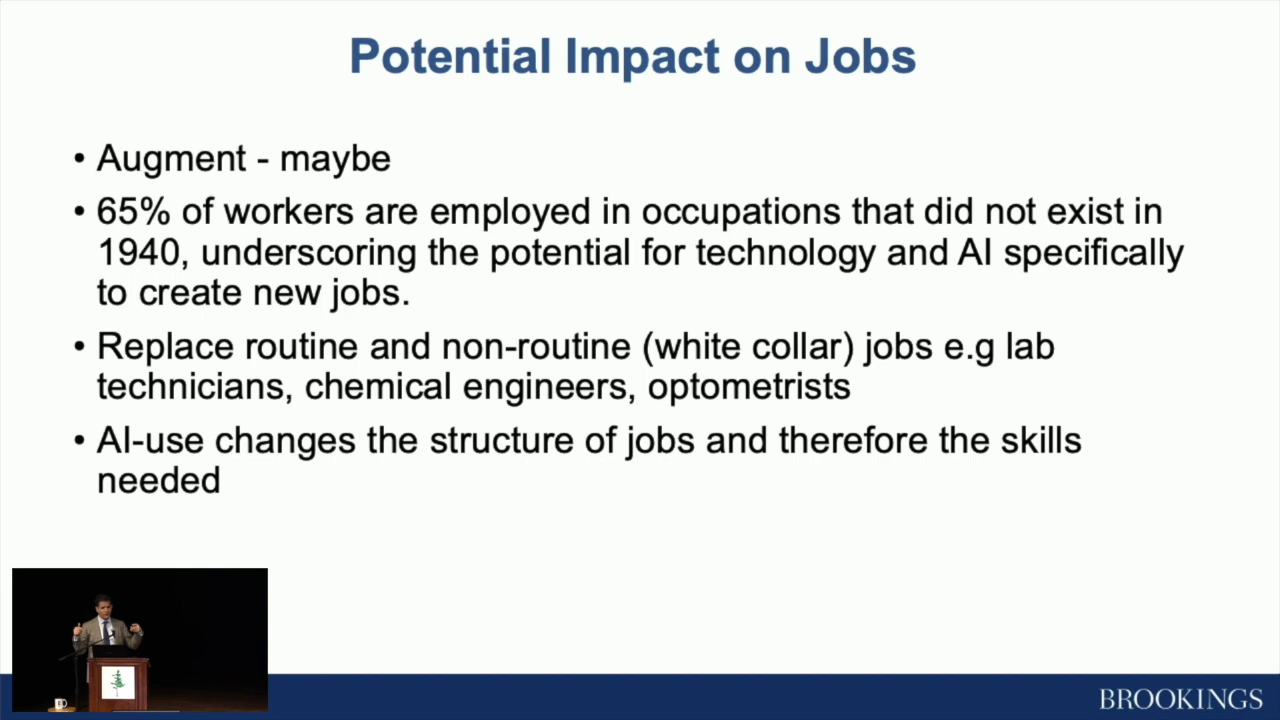 Potential Impact on Jobs
• Augment - maybe
• 65% of workers are employed in occupations that did not exist in
1940, underscoring the potential for technology and AI specifically
to create new jobs.
• Replace routine and non-routine (white collar) jobs e.g lab
technicians, chemical engineers, optometrists
• AI-use changes the structure of jobs and therefore the skills
needed
BROOKINGS